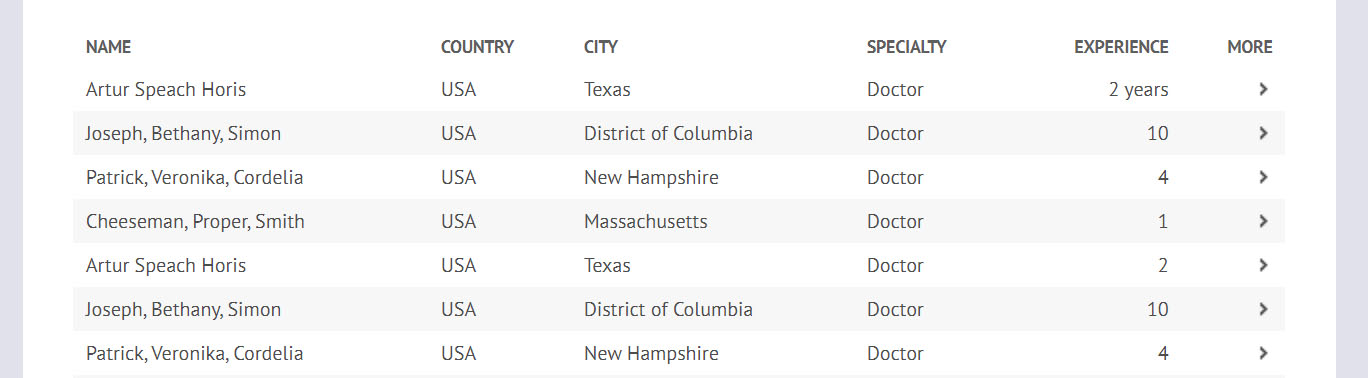 NAME COUNTRY CITY SPECIALTY EXPERIENCE MORE
Artur Speach Horis USA Texas Doctor 2 years
Joseph, Bethany, Simon USA District of Columbia Doctor 10
Patrick, Veronika, Cordelia USA New Hampshire Doctor 4
Cheeseman, Proper, Smith USA Massachusetts Doctor 1
Artur Speach Horis USA Texas Doctor 2
Joseph, Bethany, Simon USA District of Columbia Doctor 10
Patrick, Veronika, Cordelia USA New Hampshire Doctor 4